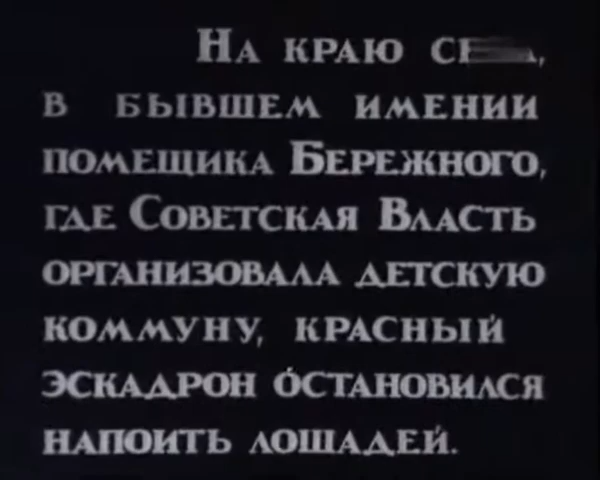 На краю
в бывшем имении
помещика Бережного,
где Советская Власть
организовала детскую
коммуну, красный
эскадрон остановился
напоить лошадей.